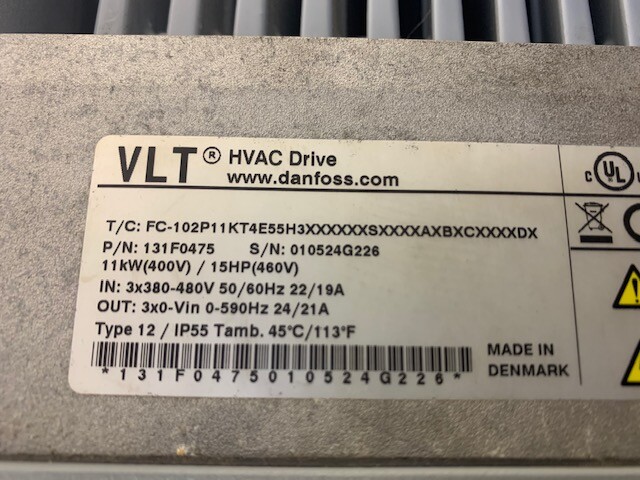 VLT® HVAC Drive
www.danfoss.com
T/C: FC-102P11KT4E55H3XXXXXXSXXXXAXBXCXXXXDX
P/N: 131F0475 S/N: 010524G226
11kW(400V) / 15HP(460V)
IN: 3x380-480V 50/60Hz 22/19A
OUT: 3x0-Vin 0-590Hz 24/21A
Type 12 / IP55 Tamb. 45°C/113°F
*131F0475010524G226*
MADE IN
DENMARK
c UL